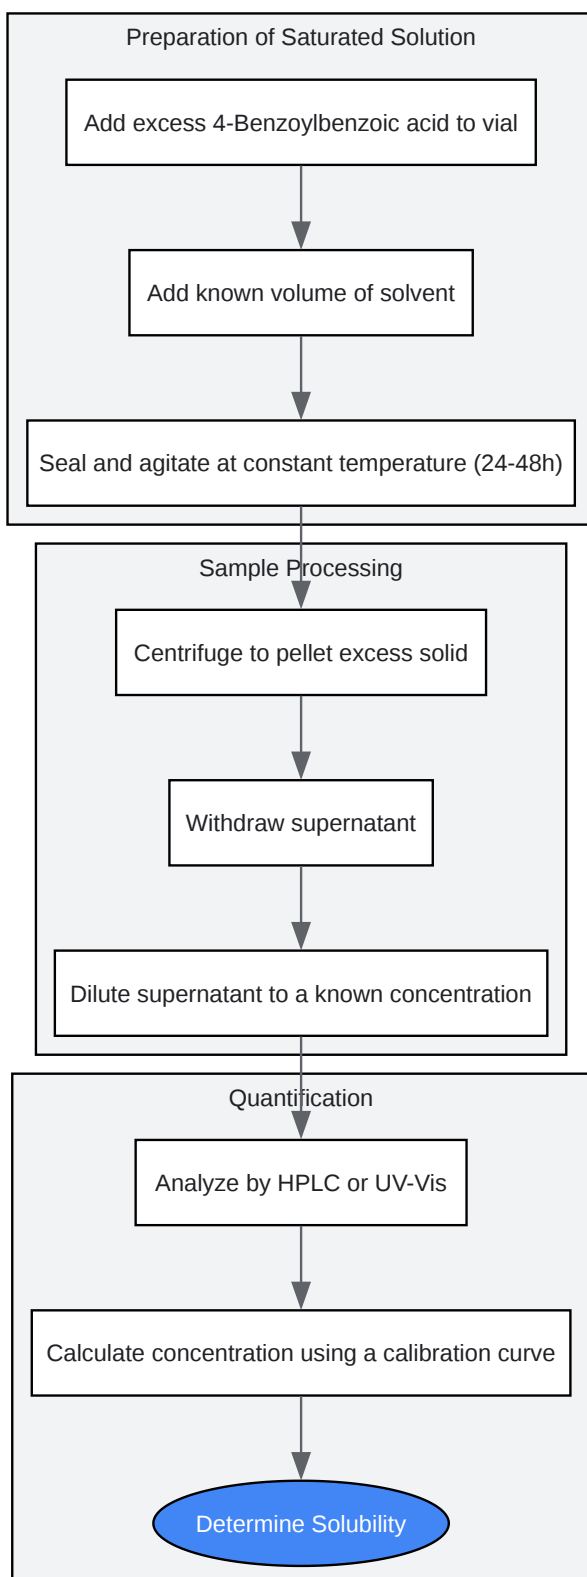 Preparation of Saturated Solution
Add excess 4-Benzoylbenzoic acid to vial
Add known volume of solvent
Seal and agitate at constant temperature (24-48h)
Sample Processing
Centrifuge to pellet excess solid
Withdraw supernatant
Dilute supernatant to a known concentration
Quantification
Analyze by HPLC or UV-Vis
Calculate concentration using a calibration curve
Determine Solubility